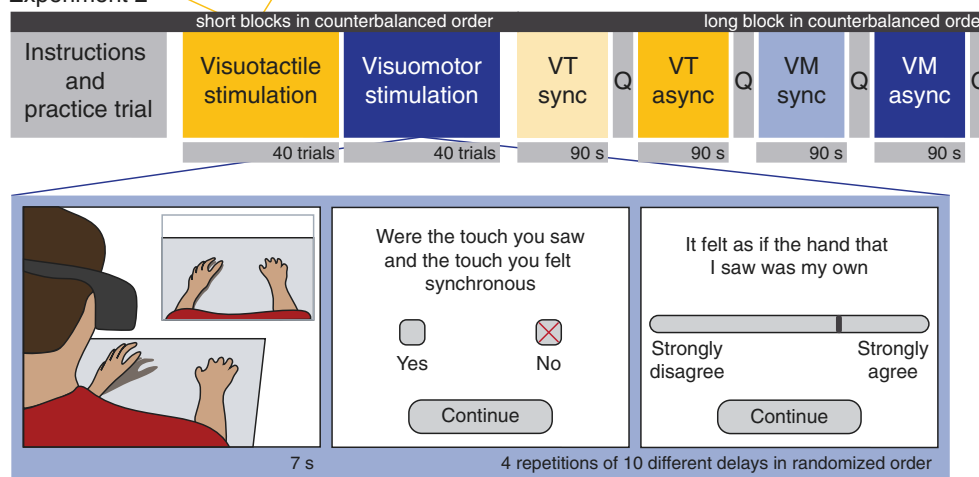 Experiment 2
short blocks in counterbalanced order
long block in counterbalanced orde
Instructions
and
practice trial
Visuotactile
stimulation
Visuomotor
stimulation
VT
sync
Q
VT
async
Q
VM
sync
Q
VM
async
40 trials
40 trials
90 s
90 s
90 s
90 s
Were the touch you saw
and the touch you felt
synchronous
Yes
No
Continue
It felt as if the hand that
I saw was my own
Strongly
disagree
Strongly
agree
Continue
7 s
4 repetitions of 10 different delays in randomized order